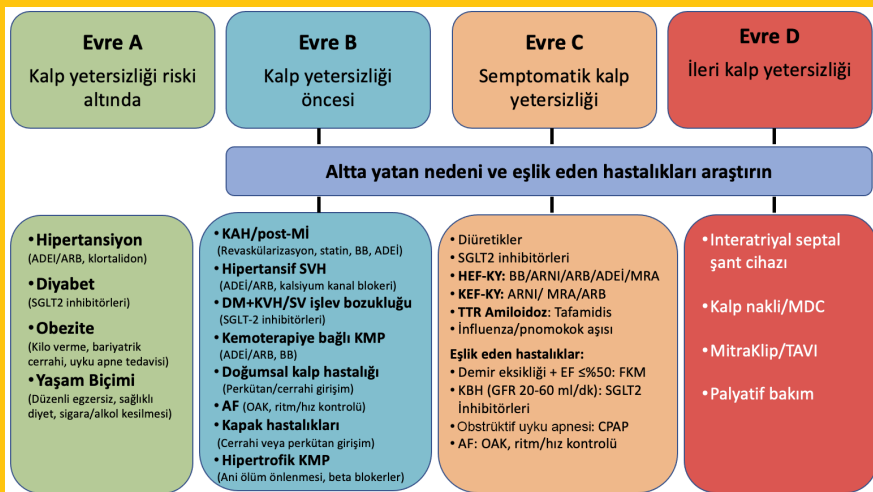 Evre A
Kalp yetersizliği riski
altında
Evre B
Kalp yetersizliği
öncesi
Evre C
Semptomatik kalp
yetersizliği
Evre D
İleri kalp yetersizliği
Altta yatan nedeni ve eşlik eden hastalıkları araştırın
•Hipertansiyon
(ADEI/ARB, klortalidon)
•Diyabet
(SGLT2 inhibitörleri)
•Obezite
(Kilo verme, bariyatrik
cerrahi, uyku apne tedavisi)
•Yaşam Biçimi
(Düzenli egzersiz, sağlıklı
diyet, sigara/alkol kesilmesi)
•KAH/post-Mİ
(Revaskülarizasyon, statin, BB, ADEİ)
•Hipertansif SVH
(ADEİ/ARB, kalsiyum kanal blokeri)
•DM+KVH/SV işlev bozukluğu
(SGLT-2 inhibitörleri)
•Kemoterapiye bağlı KMP
(ADEİ/ARB, BB)
•Doğumsal kalp hastalığı
(Perkütan/cerrahi girişim)
•AF (OAK, ritm/hız kontrolü)
•Kapak hastalıkları
(Cerrahi veya perkütan girişim)
•Hipertrofik KMP
(Ani ölüm önlenmesi, beta blokerler)
•Diüretikler
•SGLT2 inhibitörleri
•HEF-KY: BB/ARNI/ARB/ADEİ/MRA
•KEF-KY: ARNI/ MRA/ARB
•TTR Amiloidoz: Tafamidis
•İnfluenza/pnomokok aşısı
Eşlik eden hastalıklar:
•Demir eksikliği + EF ≤%50: FKM
•KBH (GFR 20-60 ml/dk): SGLT2
İnhibitörleri
•Obstrüktif uyku apnesi: CPAP
•AF: OAK, ritm/hız kontrolü
•Interatriyal septal
şant cihazı
•Kalp nakli/MDC
•MitraKlip/TAVI
•Palyatif bakım